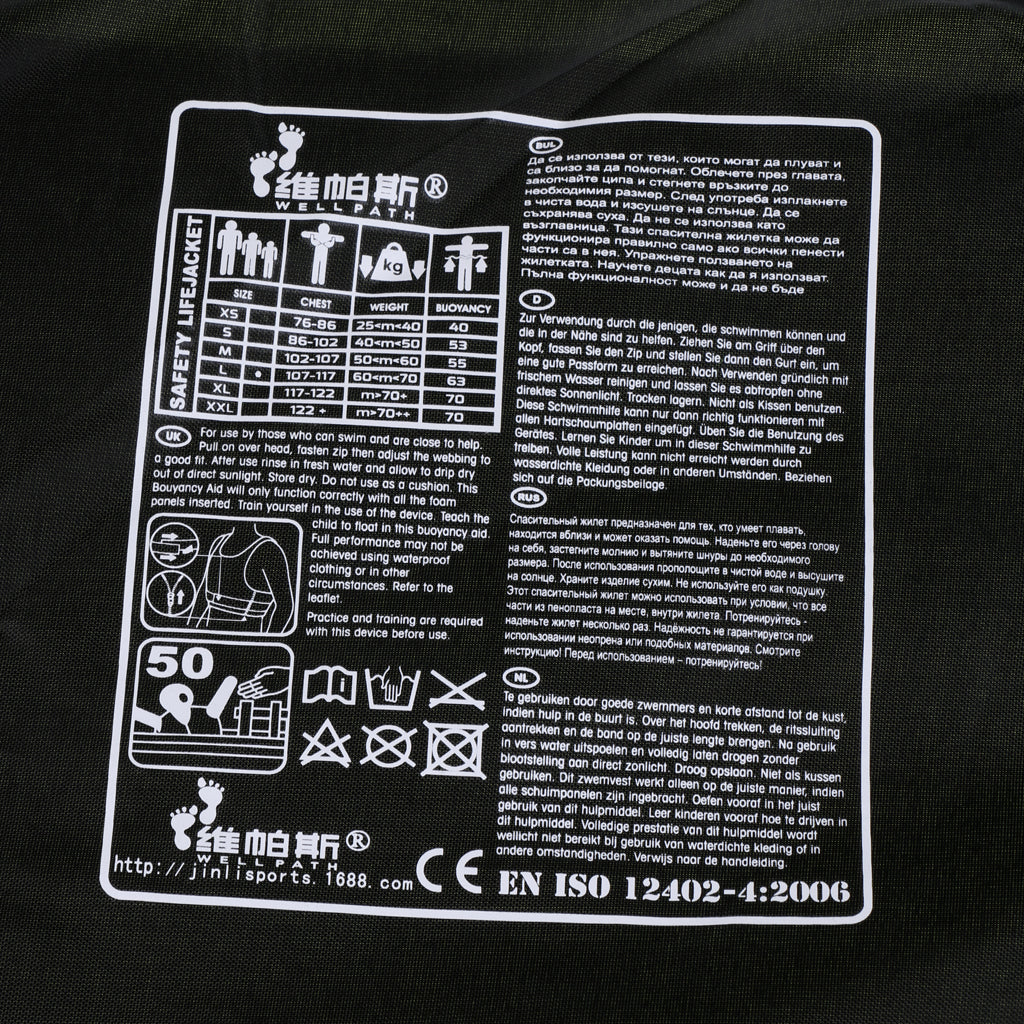 维帕斯®
WELL PATH
SAFETY LIFEJACKET
kg
SIZE CHEST WEIGHT BUOYANCY
XS 76-86 25<m<40 40
S 86-102 40<m<50 53
M 102-107 50<m<60 55
L • 107-117 60<m<70 63
XL 117-122 m>70+ 70
XXL 122 + m>70++ 70
UK
For use by those who can swim and are close to help.
Pull on over head, fasten zip then adjust the webbing to
a good fit. After use rinse in fresh water and allow to drip dry
out of direct sunlight. Store dry. Do not use as a cushion. This
Bouyancy Aid will only function correctly with all the foam
panels inserted. Train yourself in the use of the device. Teach the
child to float in this buoyancy aid.
Full performance may not be
achieved using waterproof
clothing or in other
circumstances. Refer to the
leaflet.
Practice and training are required
with this device before use.
50
维帕斯®
WELL PATH
http://jinlisports.1688.com
BUL
Да се използва от тези, които могат да плуват и
са близо за да помогнат. Облечете през главата,
закопчайте ципа и стегнете връзките до
необходимия размер. След употреба изплакнете
в чиста вода и изсушете на слънце. Да се
съхранява суха. Да не се използва като
възглавница. Тази спасителна жилетка може да
функционира правилно само ако всички пенести
части са в нея. Упражнете ползването на
жилетката. Научете децата как да я използват.
Пълна функционалност може и да не бъде
D
Zur Verwendung durch die jenigen, die schwimmen können und
die in der Nähe sind zu helfen. Ziehen Sie am Griff über den
Kopf, fassen Sie den Zip und stellen Sie dann den Gurt ein, um
eine gute Passform zu erreichen. Nach Verwenden gründlich mit
frischem Wasser reinigen und lassen Sie es abtropfen ohne
direktes Sonnenlicht. Trocken lagern. Nicht als Kissen benutzen.
Diese Schwimmhilfe kann nur dann richtig funktionieren mit
allen Hartschaumplatten eingefügt. Üben Sie die Benutzung des
Gerätes. Lernen Sie Kinder um in dieser Schwimmhilfe zu
treiben. Volle Leistung kann nicht erreicht werden durch
wasserdichte Kleidung oder in anderen Umständen. Beziehen
sich auf die Packungsbeilage.
RUS
Спасительный жилет предназначен для тех, кто умеет плавать,
находится вблизи и может оказать помощь. Наденьте его через голову
на себя, застегните молнию и вытяните шнуры до необходимого
размера. После использования прополощите в чистой воде и высушите
на солнце. Храните изделие сухим. Не используйте его как подушку.
Этот спасительный жилет можно использовать при условии, что все
части из пенопласта на месте, внутри жилета. Потренируйтесь -
наденьте жилет несколько раз. Надёжность не гарантируется при
использовании неопрена или подобных материалов. Смотрите
инструкцию! Перед использованием – потренируйтесь!
NL
Te gebruiken door goede zwemmers en korte afstand tot de kust,
indien hulp in de buurt is. Over het hoofd trekken, de ritssluiting
aantrekken en de band op de juiste lengte brengen. Na gebruik
in vers water uitspoelen en volledig laten drogen zonder
blootstelling aan direct zonlicht. Droog opslaan. Niet als kussen
gebruiken. Dit zwemvest werkt alleen op de juiste manier, indien
alle schuimpanelen zijn ingebracht. Oefen vooraf in het juist
gebruik van dit hulpmiddel. Leer kinderen vooraf hoe te drijven in
dit hulpmiddel. Volledige prestatie van dit hulpmiddel wordt
wellicht niet bereikt bij gebruik van waterdichte kleding of in
andere omstandigheden. Verwijs naar de handleiding.
CE EN ISO 12402-4:2006